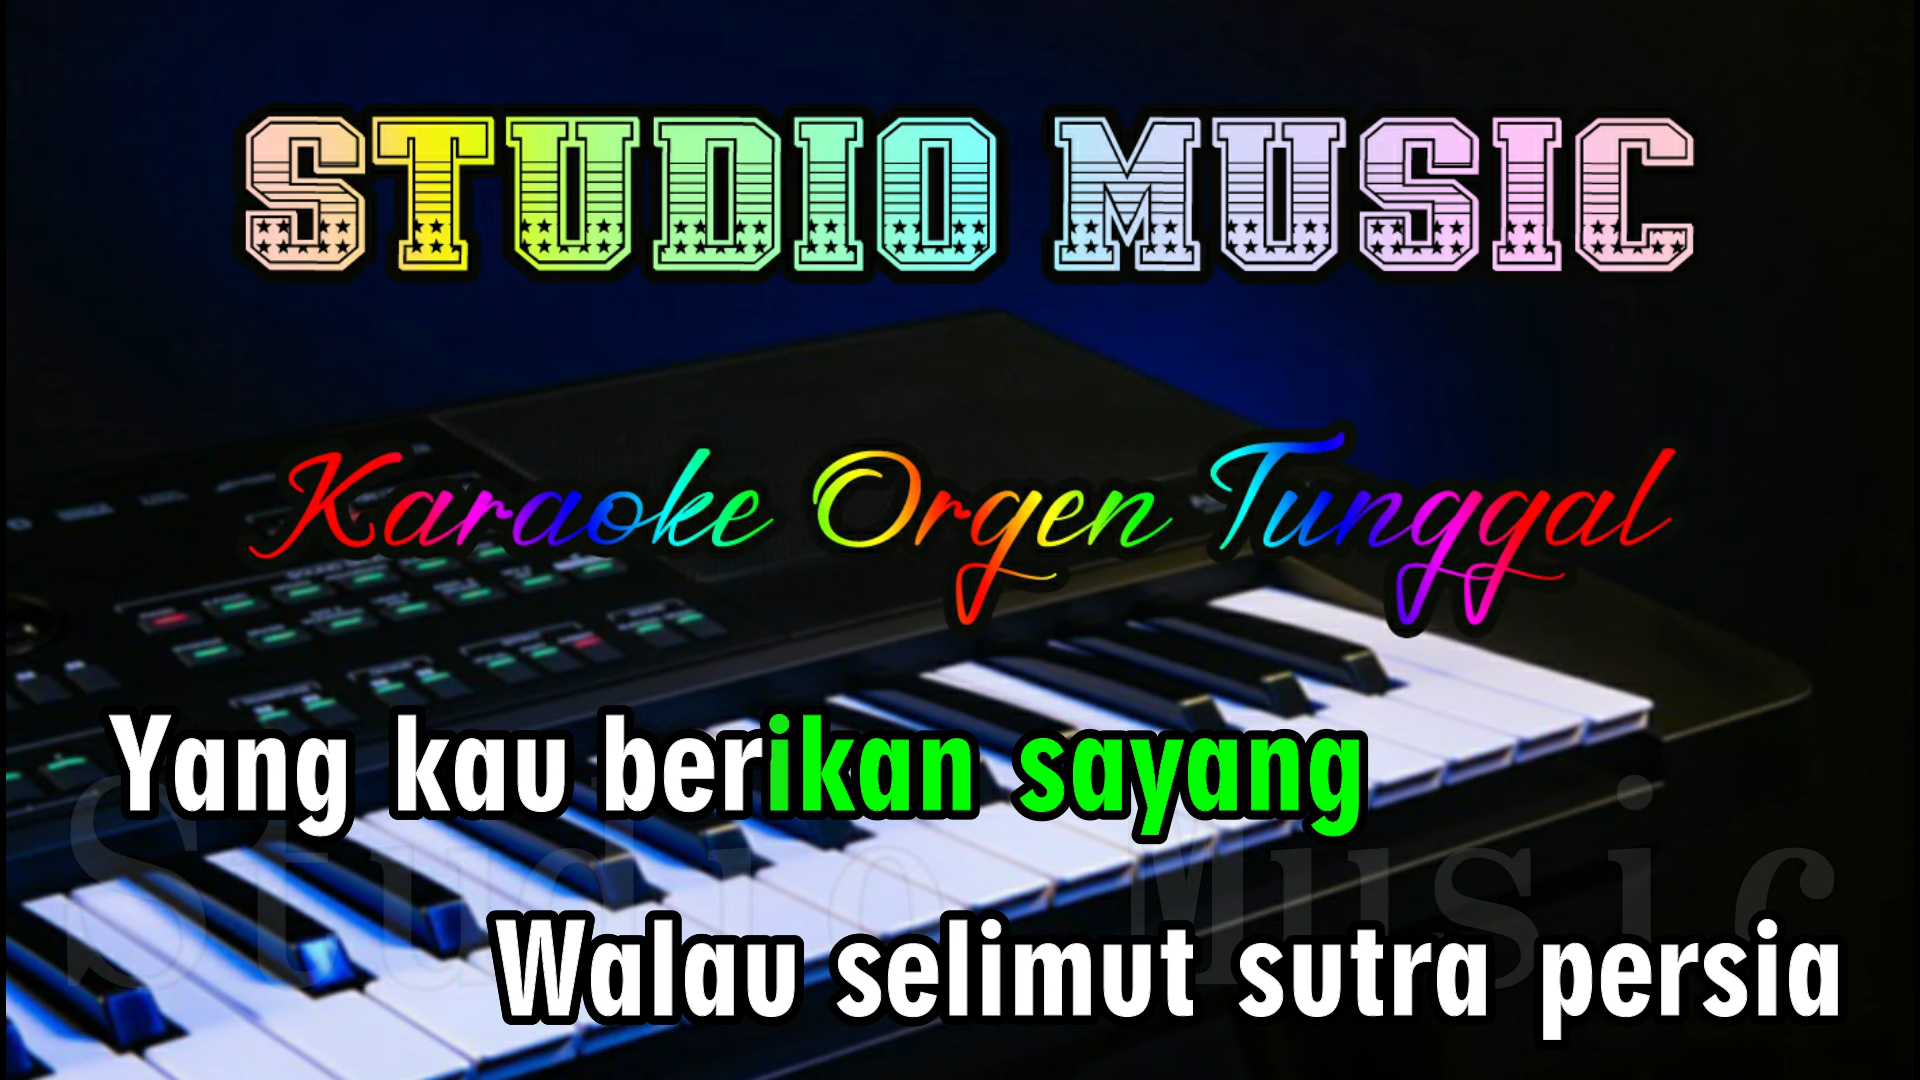 STUDIO MUSIC
Karaoke Orgen Tunggal
Yang kau berikan sayang
Studio Music
Walau selimut sutra persia